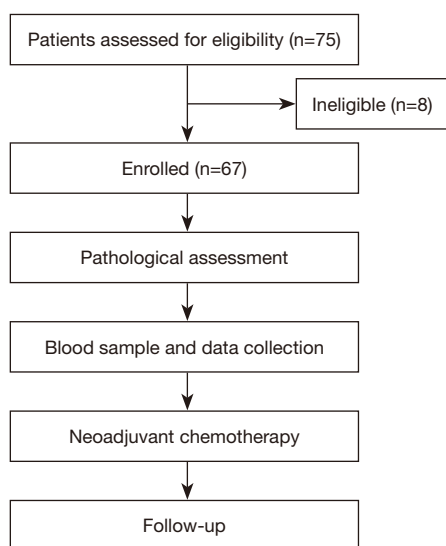 Patients assessed for eligibility (n=75)
Ineligible (n=8)
Enrolled (n=67)
Pathological assessment
Blood sample and data collection
Neoadjuvant chemotherapy
Follow-up